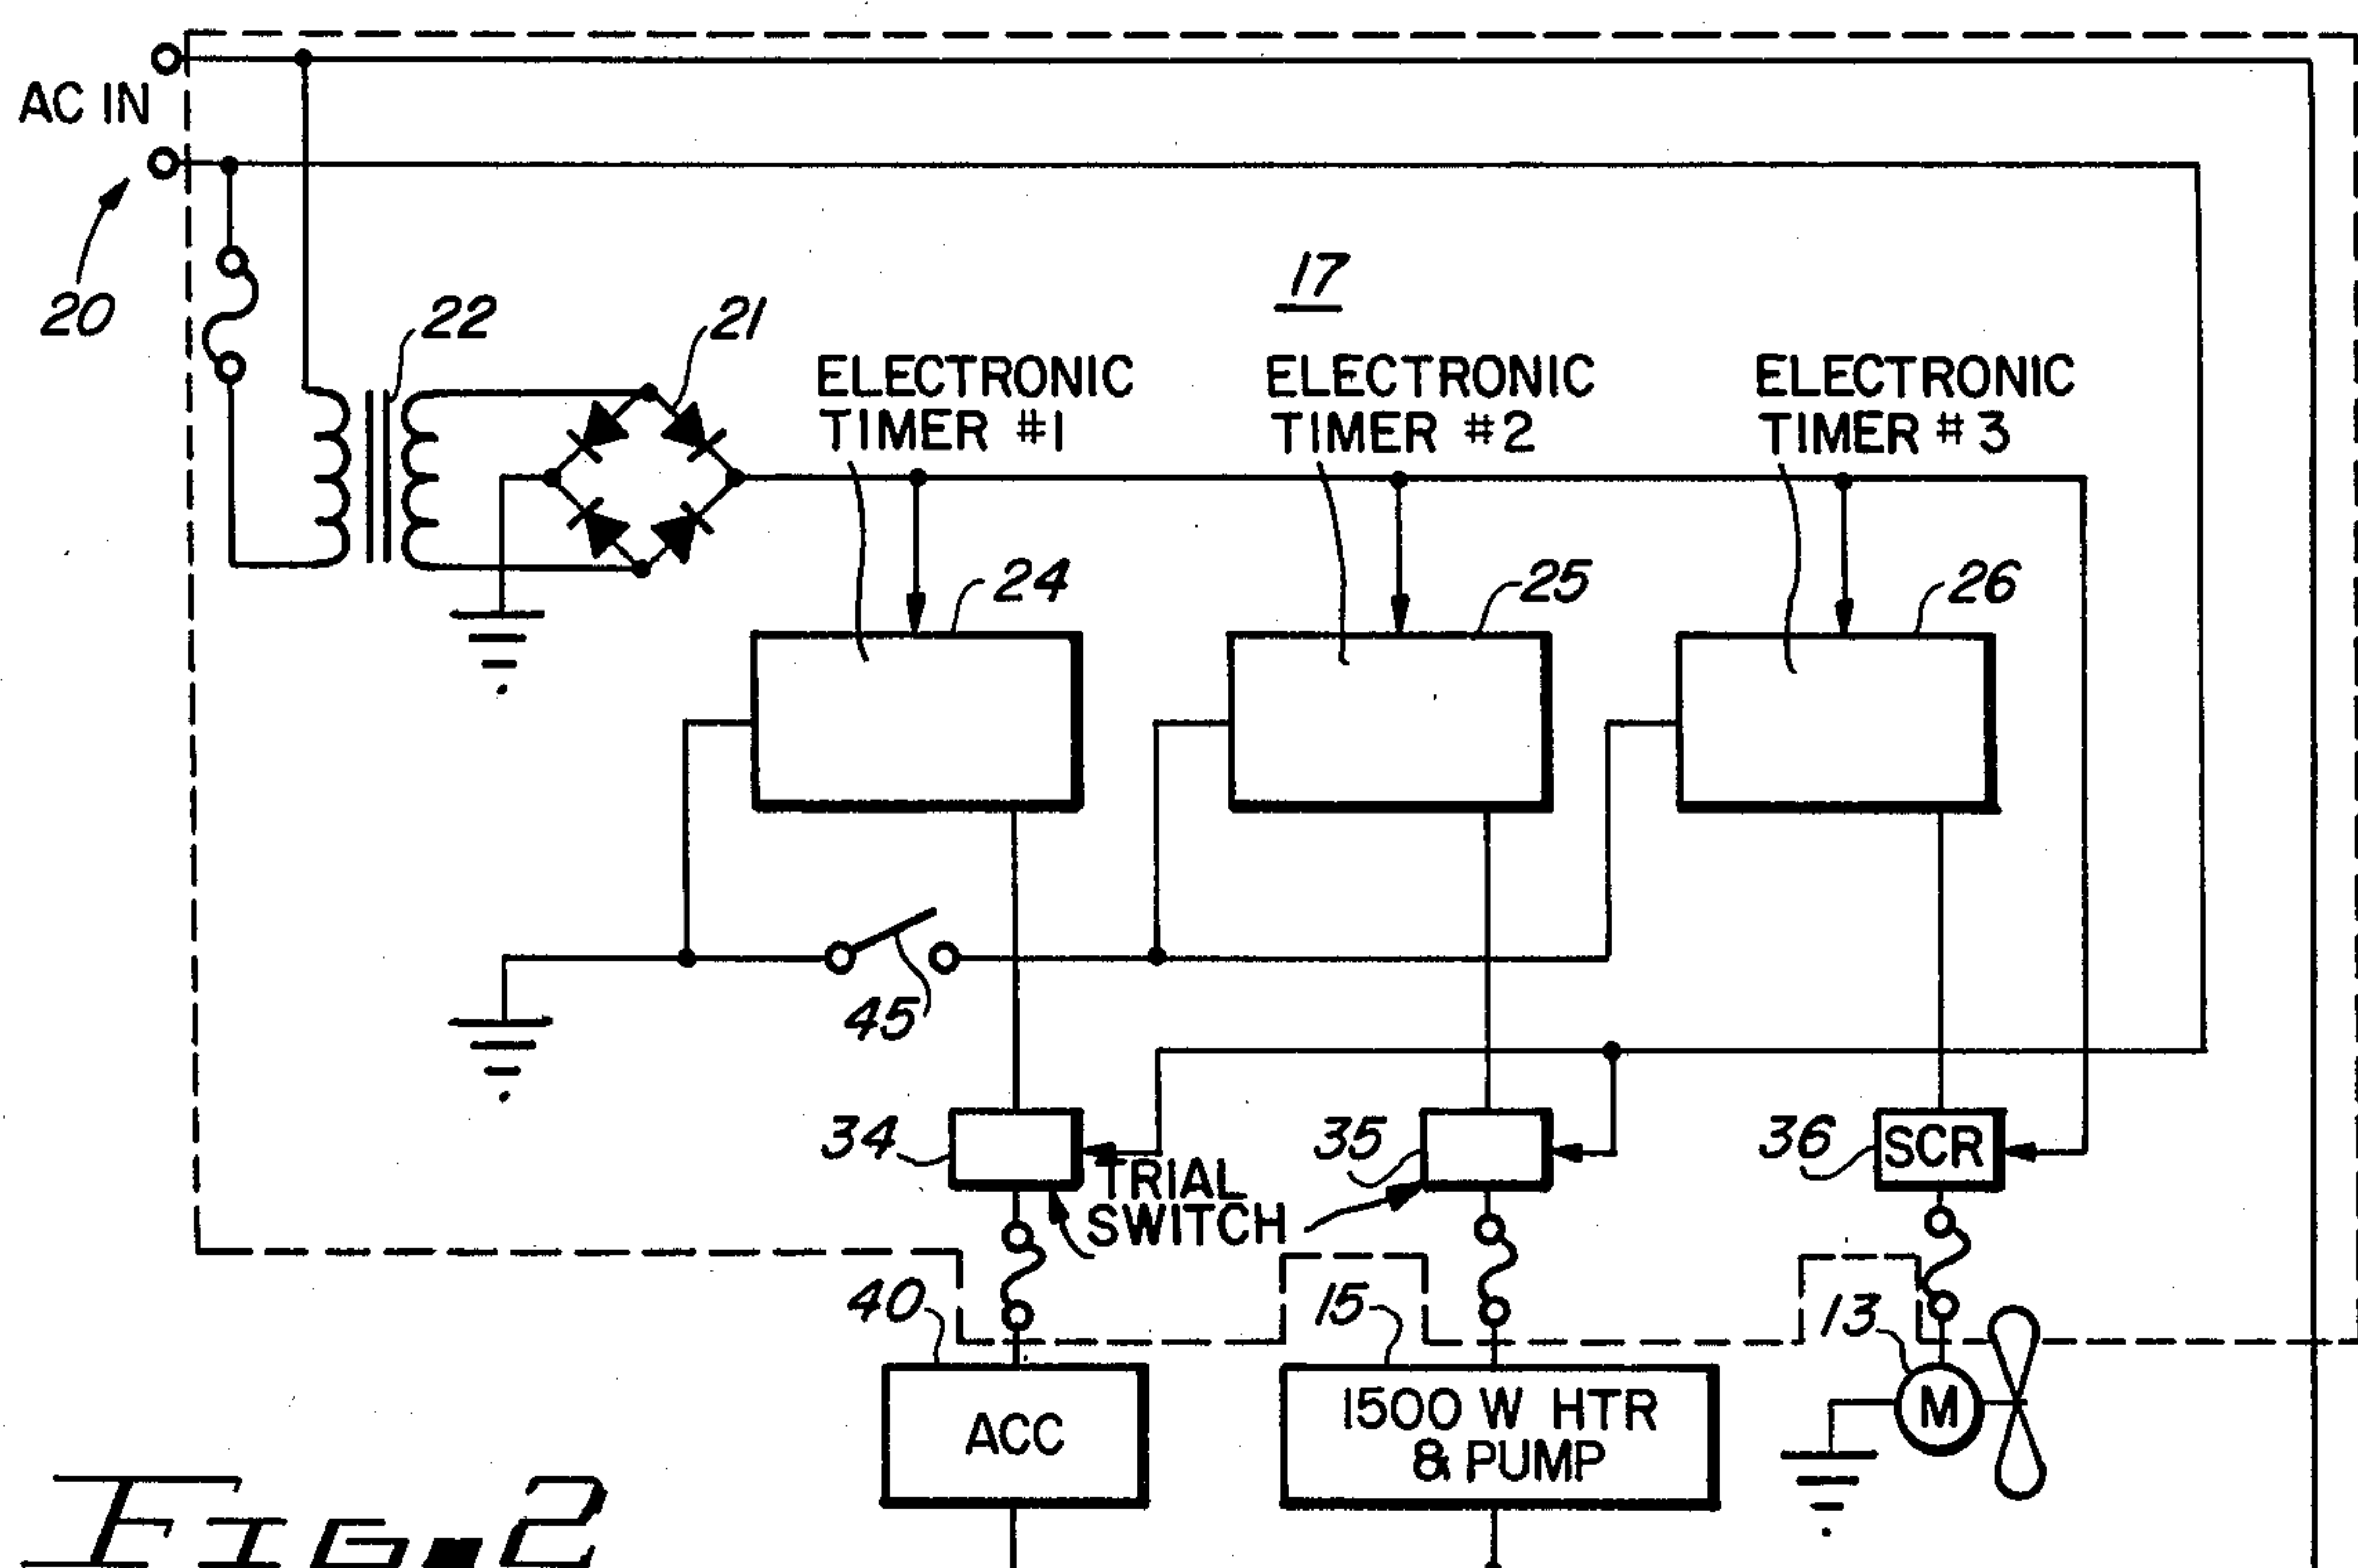 AC IN
20
17
22
21
ELECTRONIC
TIMER #1
ELECTRONIC
TIMER #2
ELECTRONIC
TIMER #3
24
25
26
45
34
35
36
SCR
TRIAL
SWITCH
40
15
13
ACC
1500 W HTR
& PUMP
M
FIG. 2